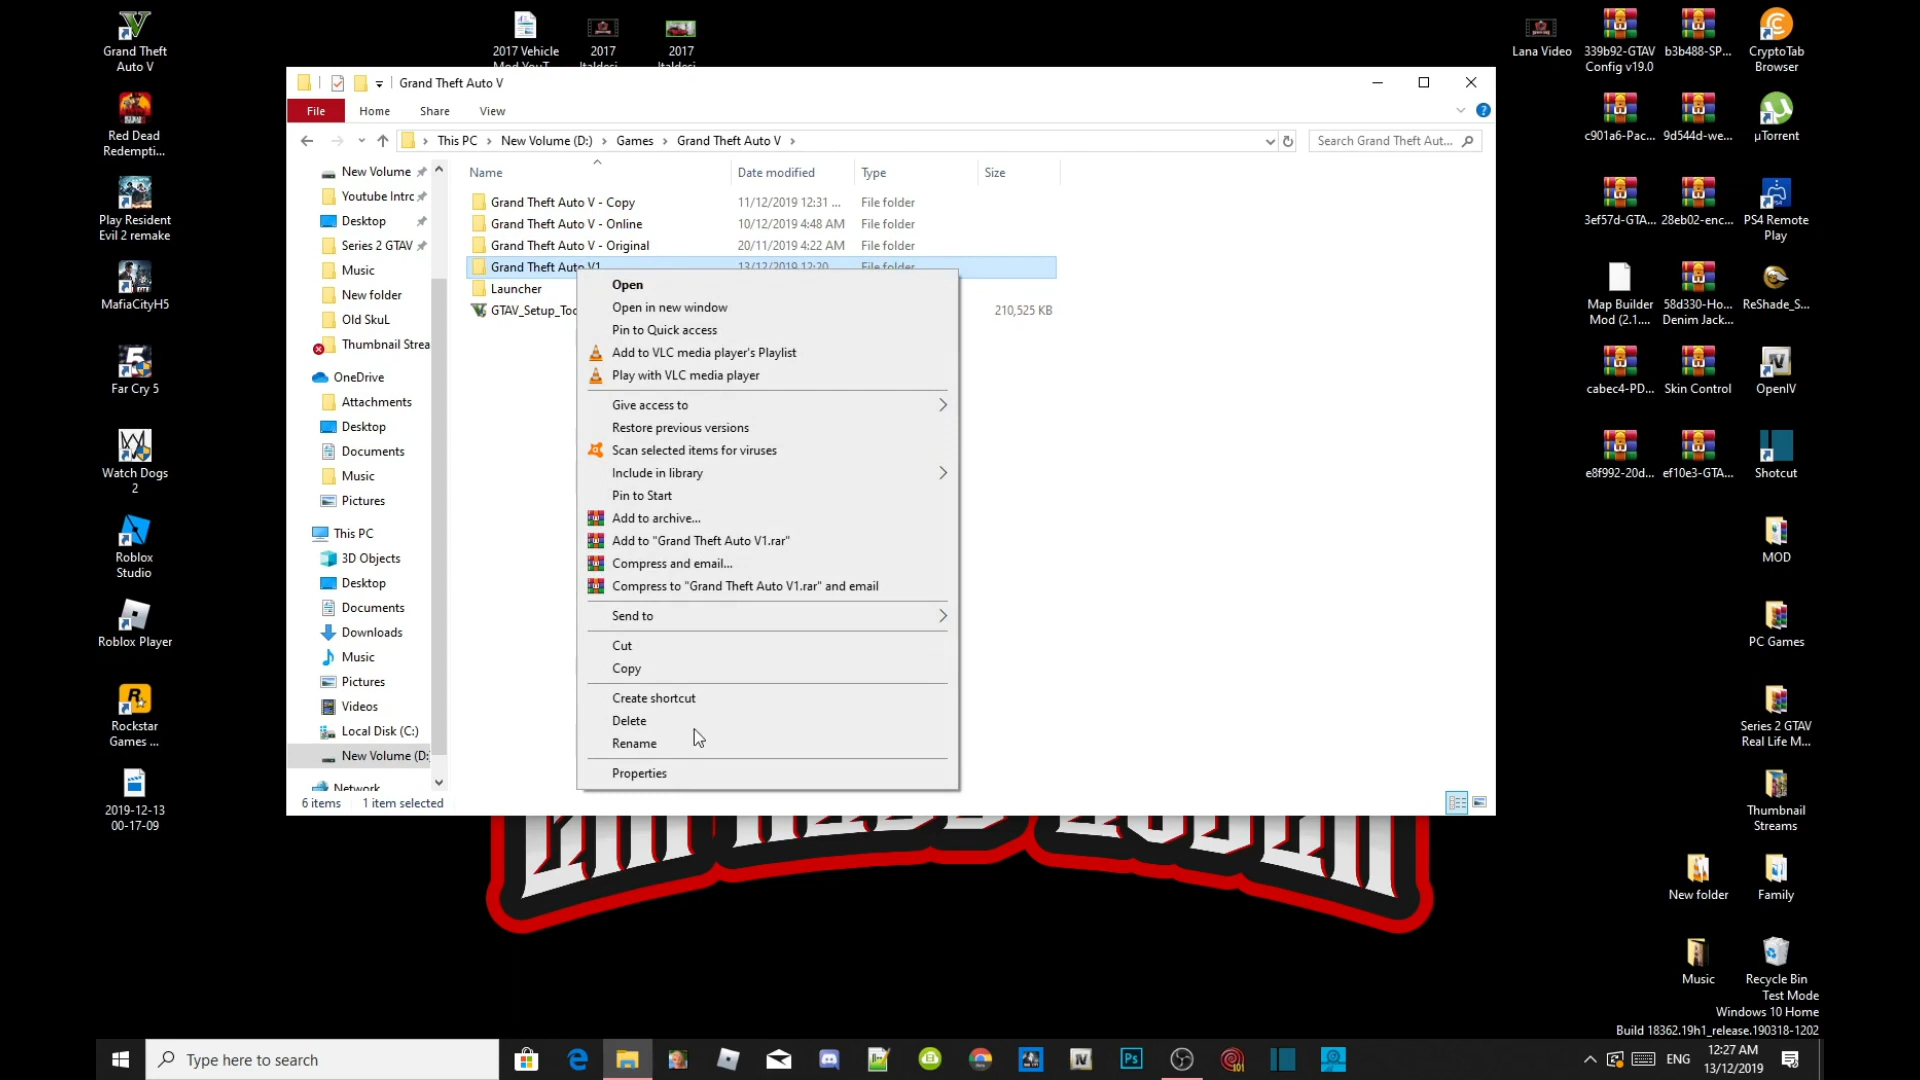 Grand Theft
Auto V
Red Dead
Redempti...
Play Resident
Evil 2 remake
MafiaCityH5
Far Cry 5
Watch Dogs
2
Roblox
Studio
Roblox Player
Rockstar
Games ...
2019-12-13
00-17-09
2017 Vehicle
2017
2017
Grand Theft Auto V
File
Home
Share
View
This PC
New Volume (D:)
Games
Grand Theft Auto V
Search Grand Theft Aut...
New Volume
Youtube Intrc
Desktop
Series 2 GTAV
Music
New folder
Old SkuL
Thumbnail Strea
OneDrive
Attachments
Desktop
Documents
Music
Pictures
This PC
3D Objects
Desktop
Documents
Downloads
Music
Pictures
Videos
Local Disk (C:)
New Volume (D:
Network
Name
Date modified
Type
Size
Grand Theft Auto V - Copy 11/12/2019 12:31 ... File folder
Grand Theft Auto V - Online 10/12/2019 4:48 AM File folder
Grand Theft Auto V - Original 20/11/2019 4:22 AM File folder
Grand Theft Auto V1 13/12/2019 12:20 File folder
Launcher
GTAV_Setup_Too 210,525 KB
Open
Open in new window
Pin to Quick access
Add to VLC media player's Playlist
Play with VLC media player
Give access to
Restore previous versions
Scan selected items for viruses
Include in library
Pin to Start
Add to archive...
Add to "Grand Theft Auto V1.rar"
Compress and email...
Compress to "Grand Theft Auto V1.rar" and email
Send to
Cut
Copy
Create shortcut
Delete
Rename
Properties
6 items 1 item selected
Lana Video
339b92-GTAV
Config v19.0
b3b488-SP...
CryptoTab
Browser
c901a6-Pac...
9d544d-we...
µTorrent
3ef57d-GTA...
28eb02-enc...
PS4 Remote
Play
Map Builder
Mod (2.1....
58d330-Ho...
Denim Jack...
ReShade_S...
cabec4-PD...
Skin Control
OpenIV
e8f992-20d...
ef10e3-GTA...
Shotcut
MOD
PC Games
Series 2 GTAV
Real Life M...
Thumbnail
Streams
New folder
Family
Music
Recycle Bin
Test Mode
Windows 10 Home
Build 18362.19h1_release.190318-1202
Type here to search
ENG
12:27 AM
13/12/2019